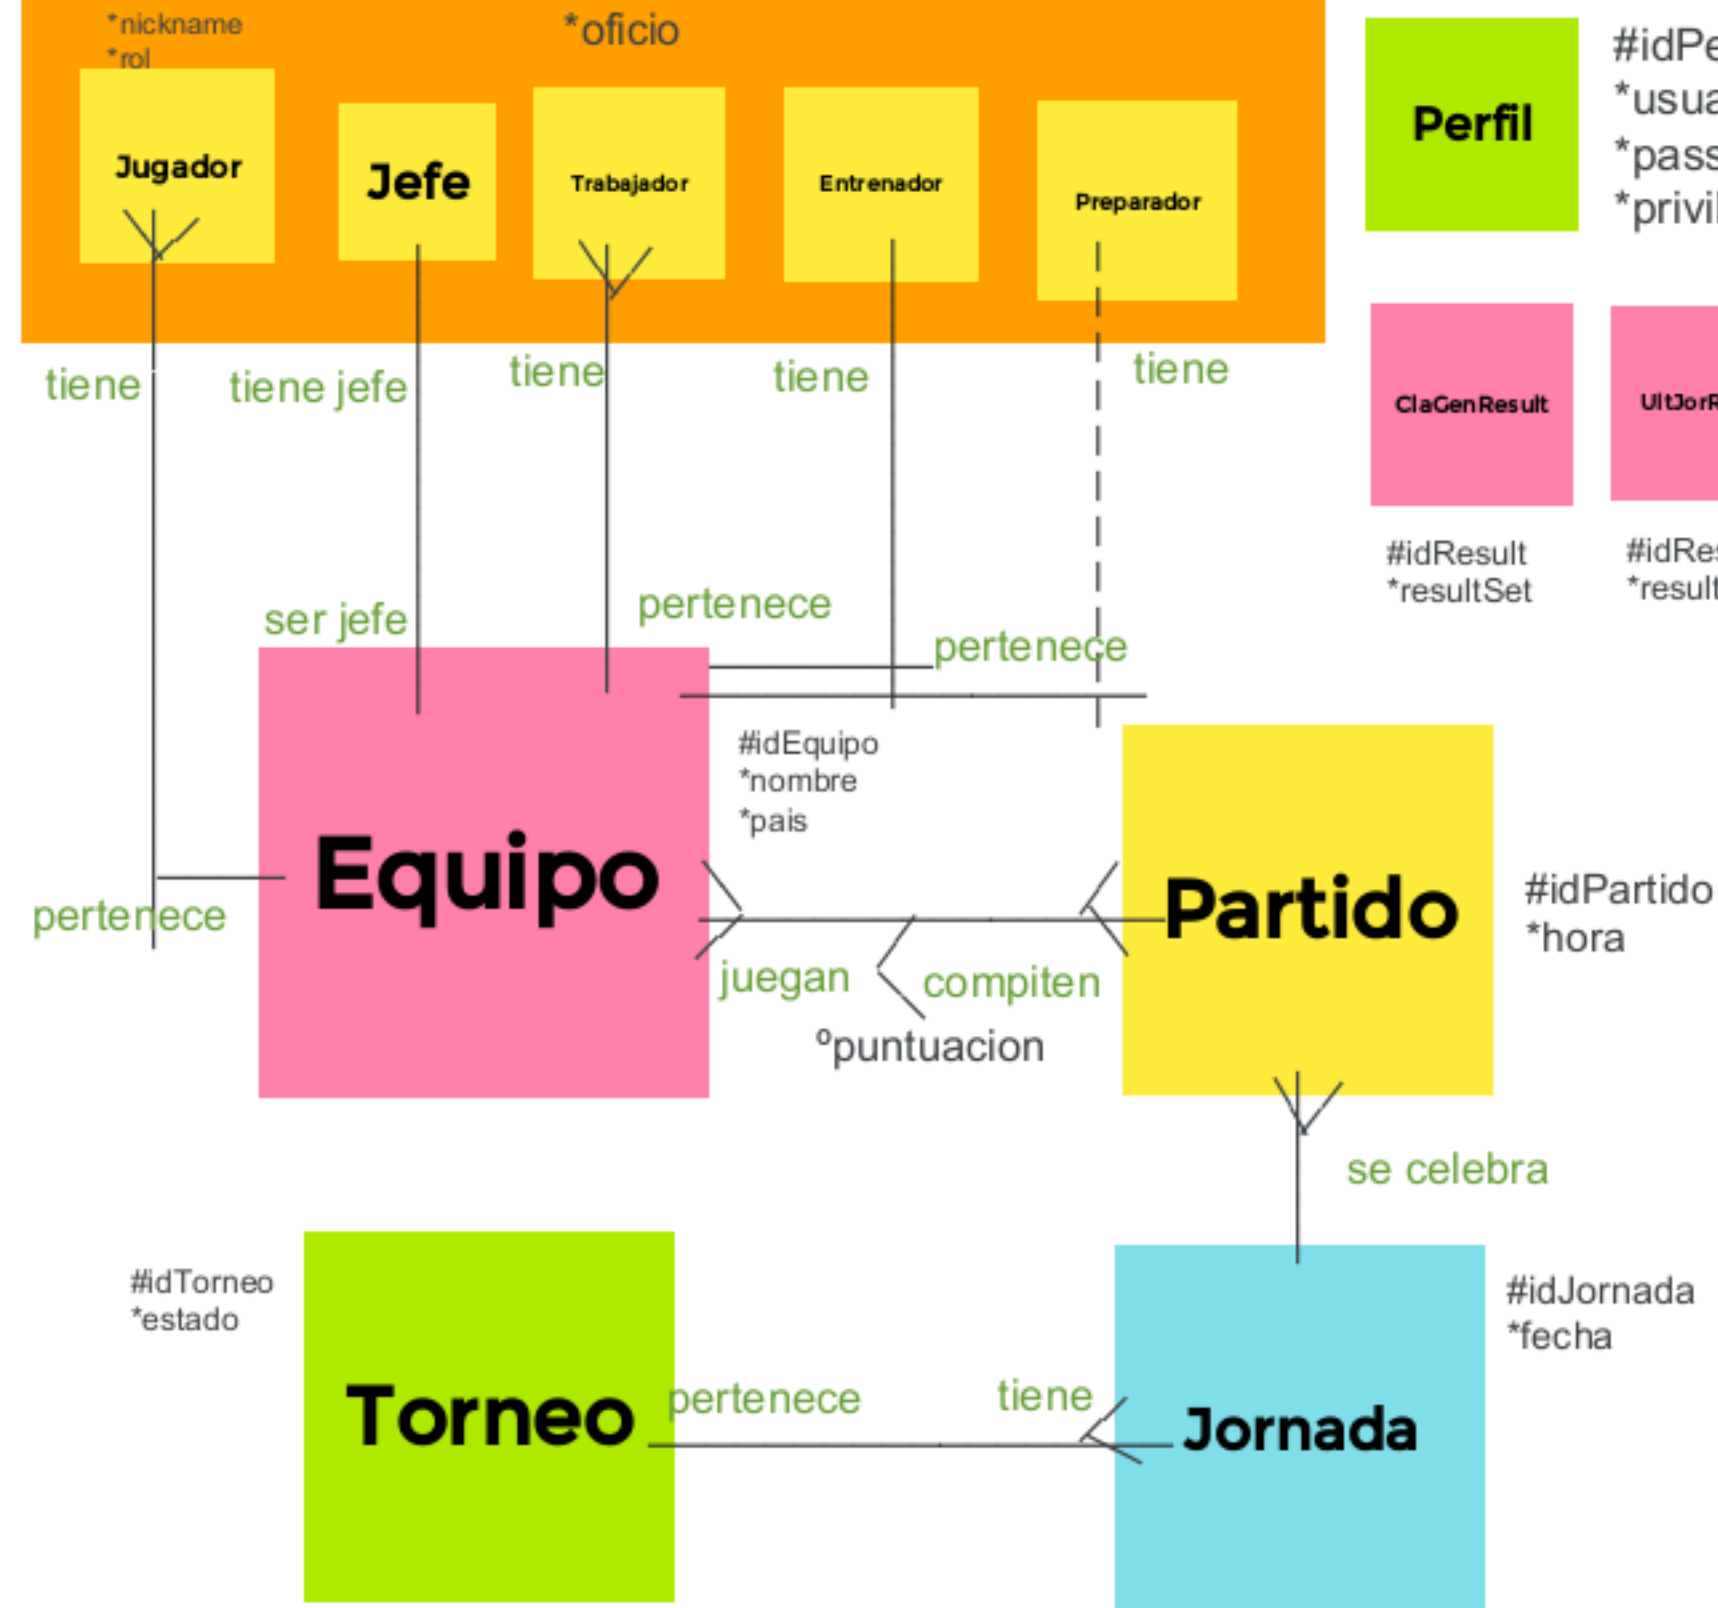 *nickname
*rol
*oficio
Jugador
Jefe
Trabajador
Entrenador
Preparador
Perfil
tiene
tiene jefe
tiene
tiene
tiene
ClaGenResult
#idResult
*resultSet
ser jefe
pertenece
pertenece
#idEquipo
*nombre
*pais
Equipo
pertenece
juegan
compiten
ºpuntuacion
Partido
#idPartido
*hora
se celebra
#idTorneo
*estado
Torneo
pertenece
tiene
Jornada
#idJornada
*fecha